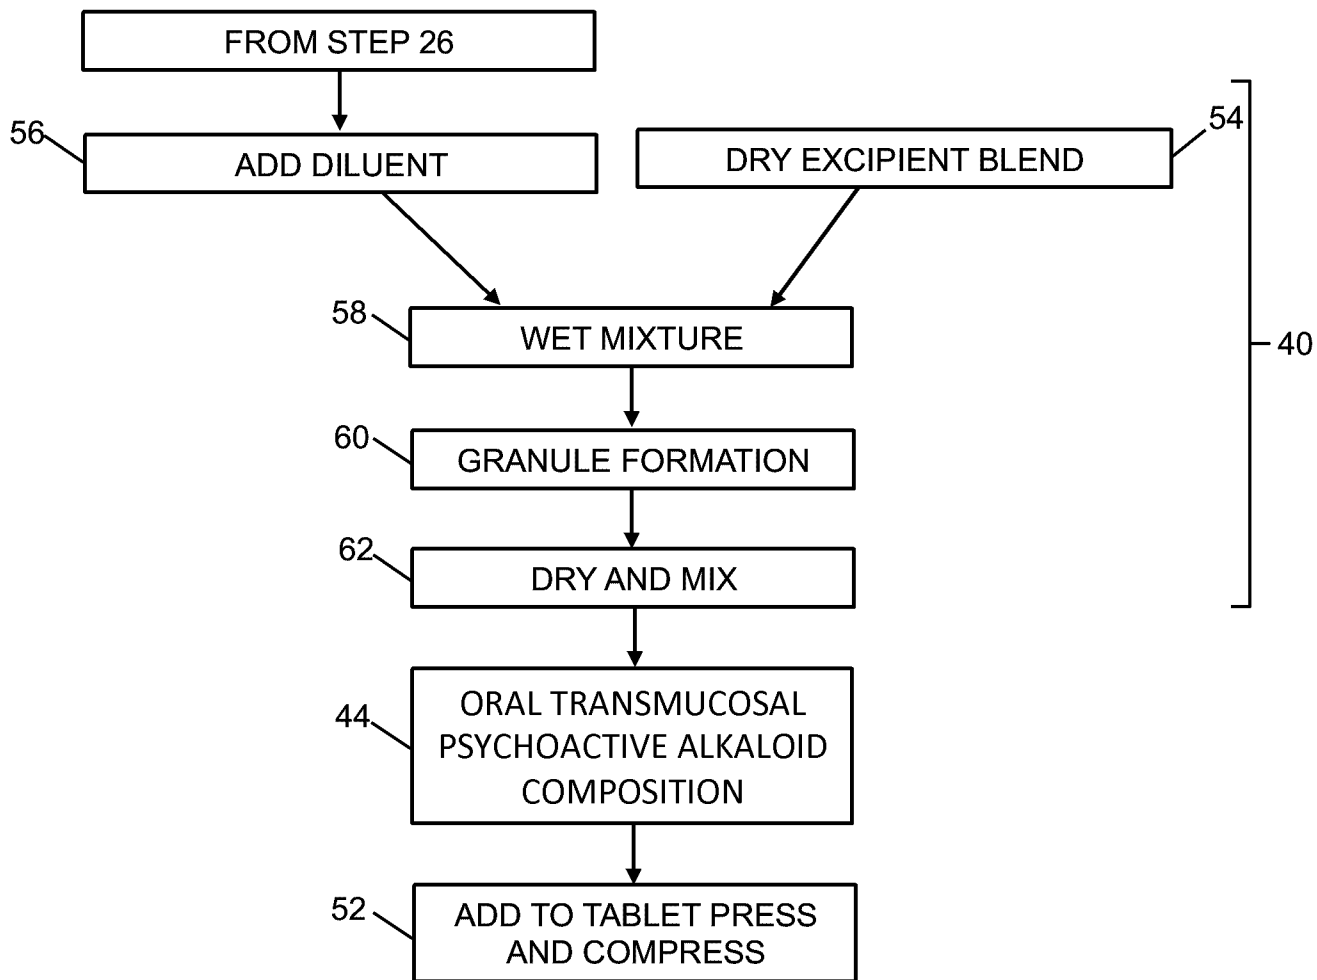 FROM STEP 26
56
ADD DILUENT
54
DRY EXCIPIENT BLEND
58
WET MIXTURE
40
60
GRANULE FORMATION
62
DRY AND MIX
44
ORAL TRANSMUCOSAL
PSYCHOACTIVE ALKALOID
COMPOSITION
52
ADD TO TABLET PRESS
AND COMPRESS